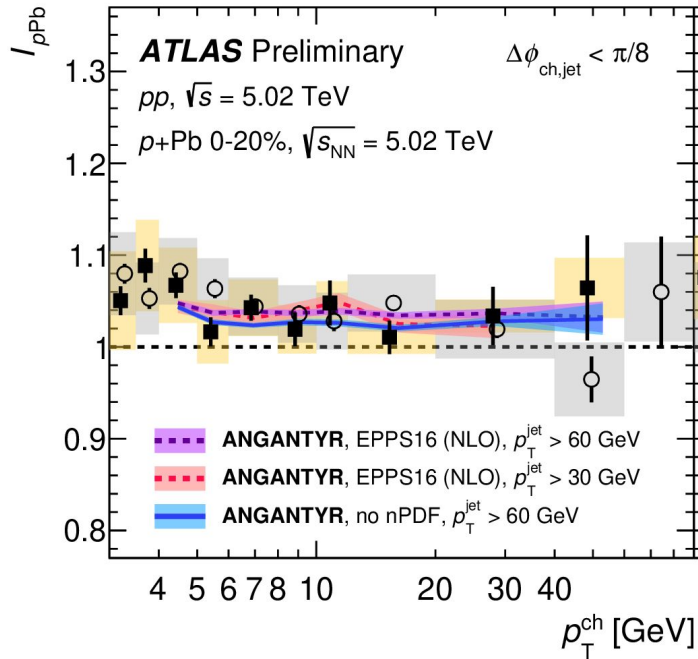 I_pPb
ATLAS Preliminary
Δϕ_ch,jet < π/8
pp, √s = 5.02 TeV
p+Pb 0-20%, √s_NN = 5.02 TeV
1.3
1.2
1.1
1
0.9
0.8
ANGANTYR, EPPS16 (NLO), p_T^jet > 60 GeV
ANGANTYR, EPPS16 (NLO), p_T^jet > 30 GeV
ANGANTYR, no nPDF, p_T^jet > 60 GeV
4 5 6 7 10 20 30 40
p_T^ch [GeV]